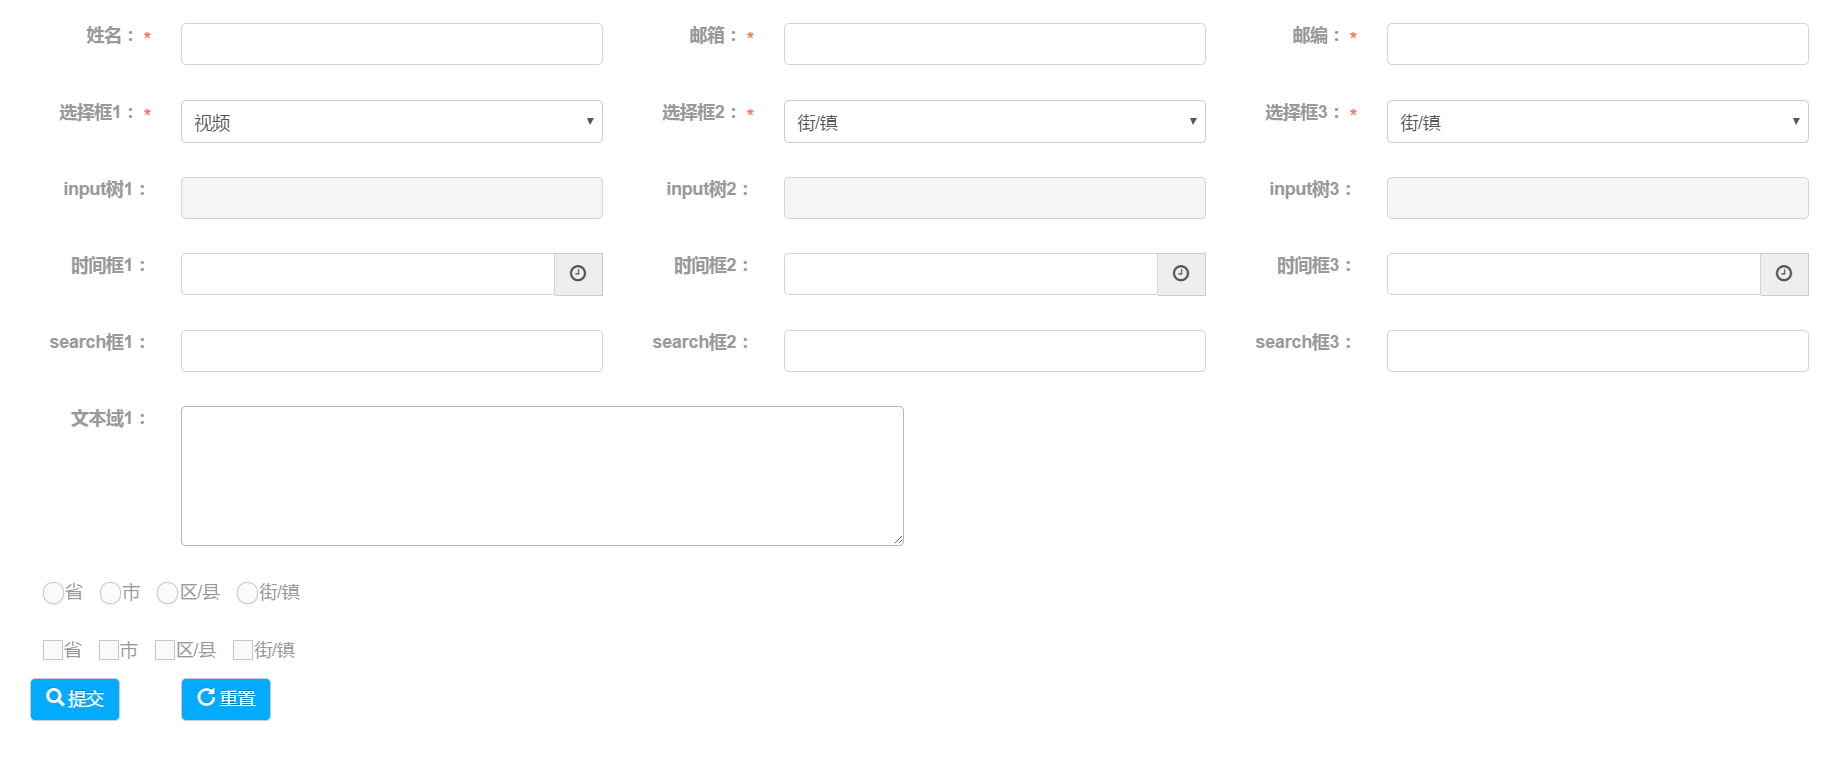 姓名： * 邮箱： * 邮编： *
选择框1： * 视频 选择框2： * 街/镇 选择框3： * 街/镇
input树1： input树2： input树3：
时间框1： 时间框2： 时间框3：
search框1： search框2： search框3：
文本域1：
省 市 区/县 街/镇
省 市 区/县 街/镇
提交 重置